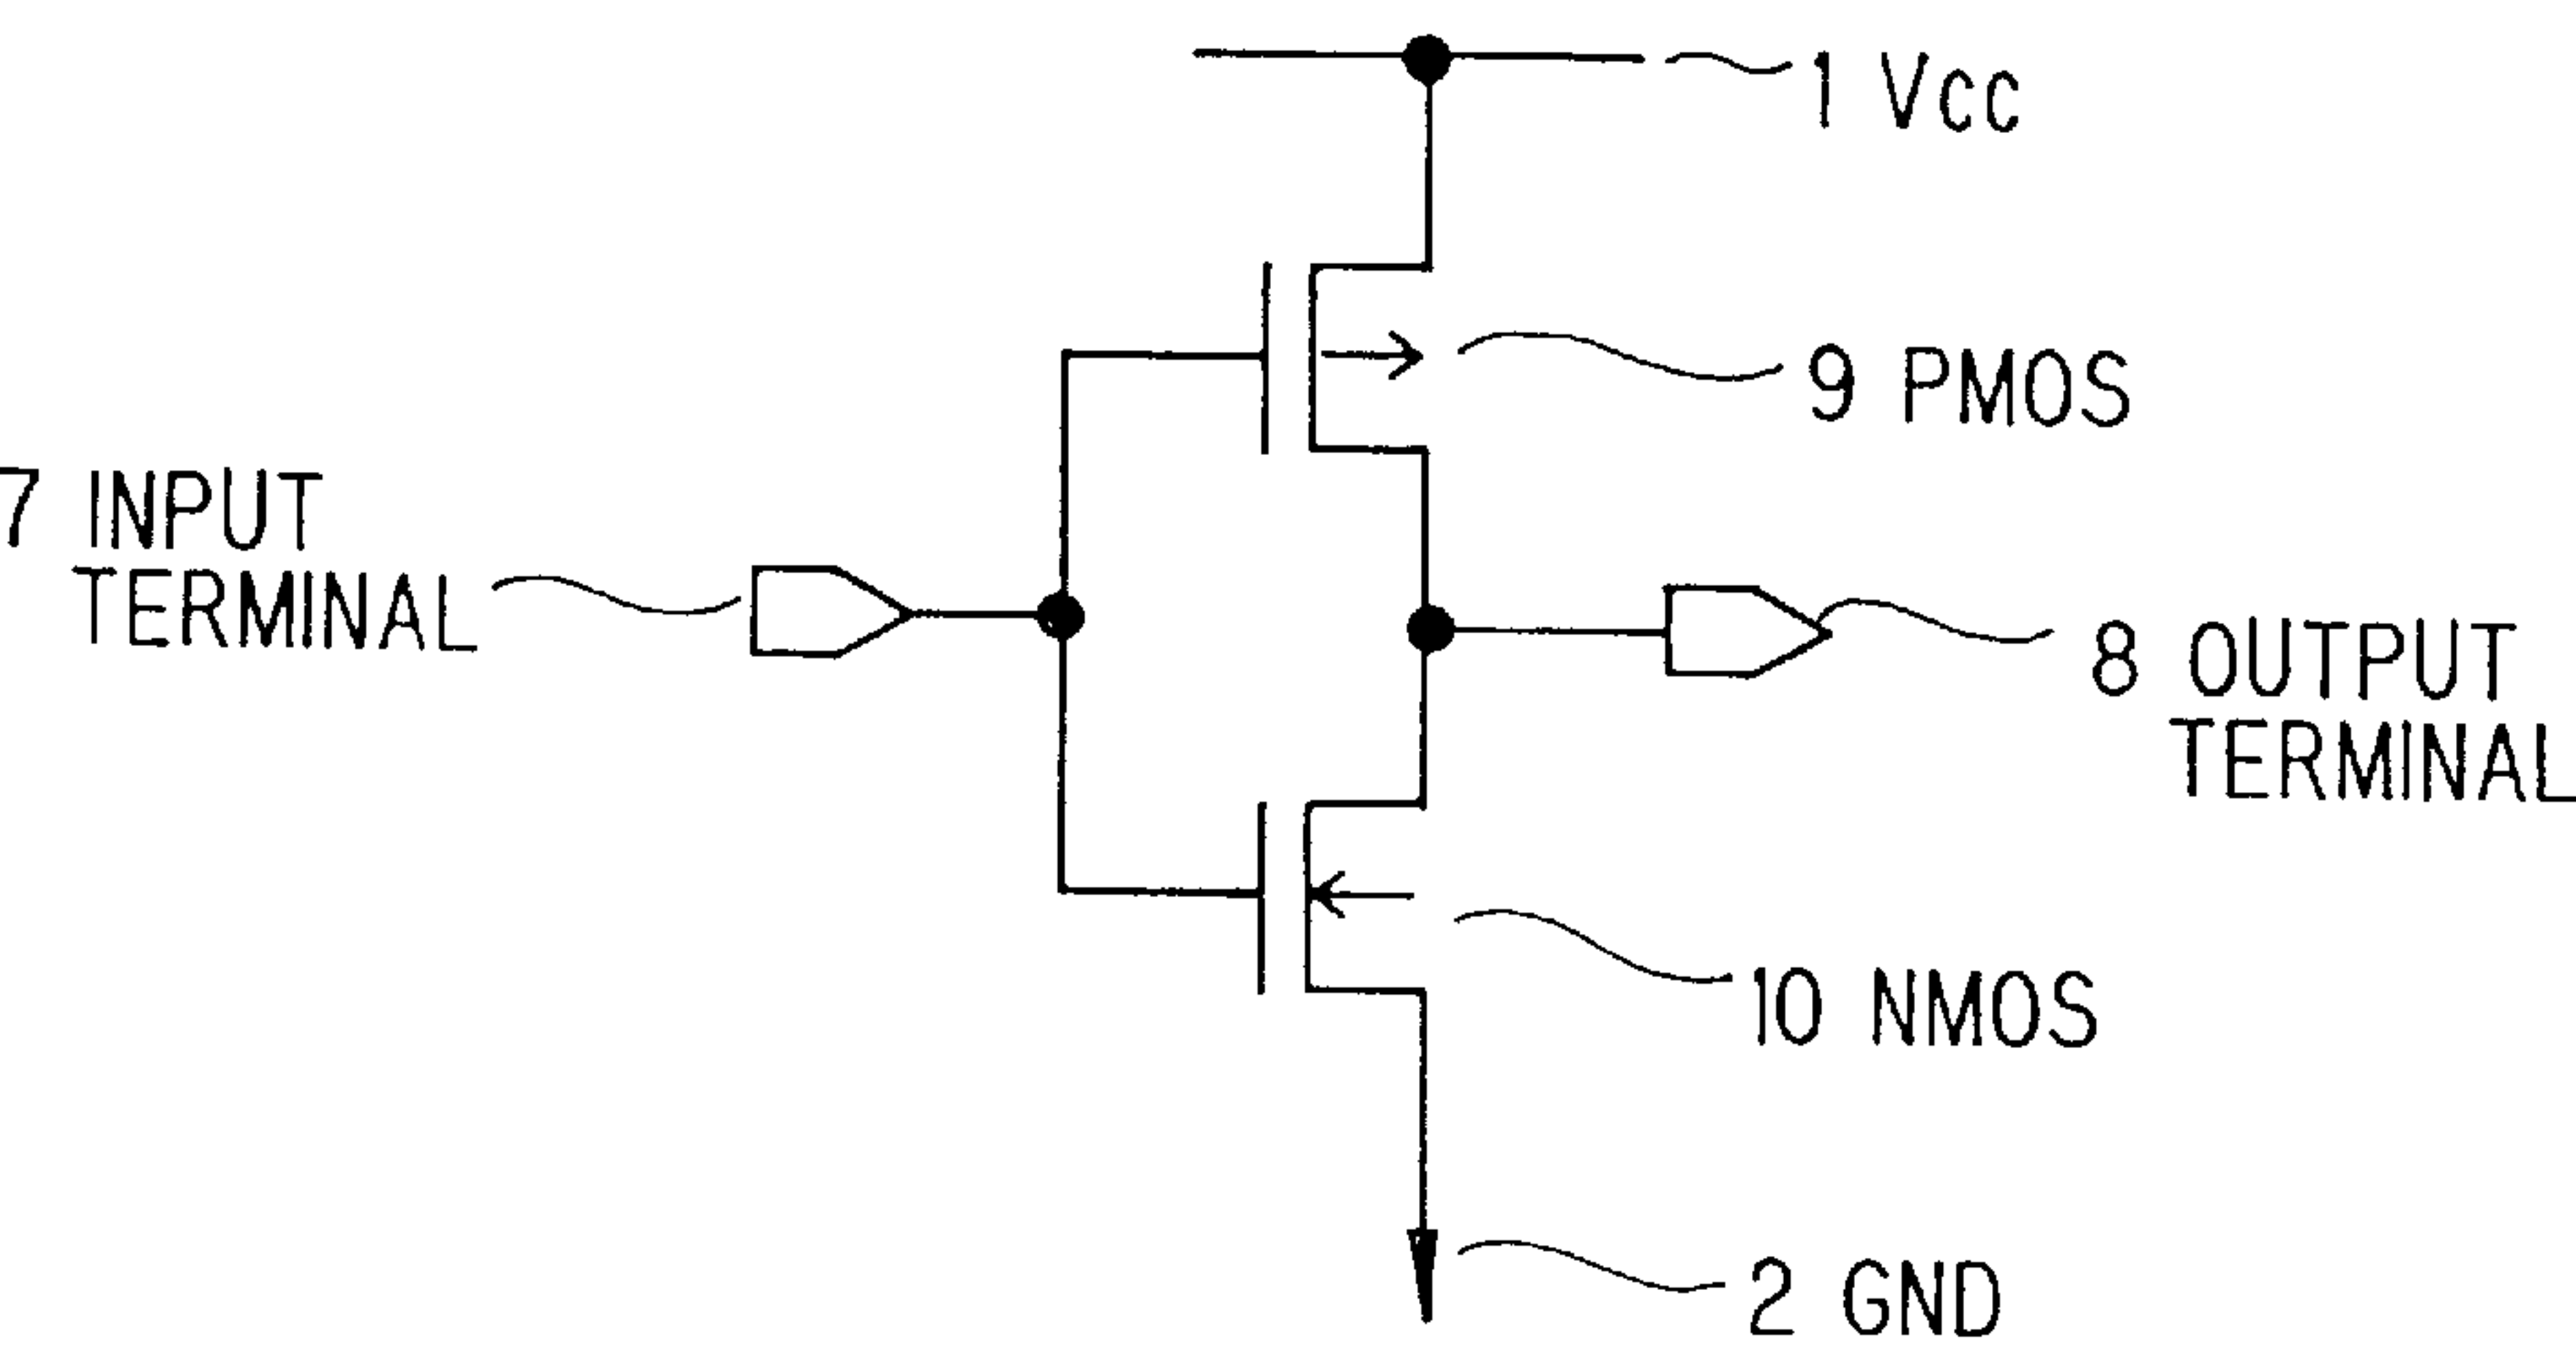 1 Vcc
9 PMOS
7 INPUT
TERMINAL
8 OUTPUT
TERMINAL
10 NMOS
2 GND